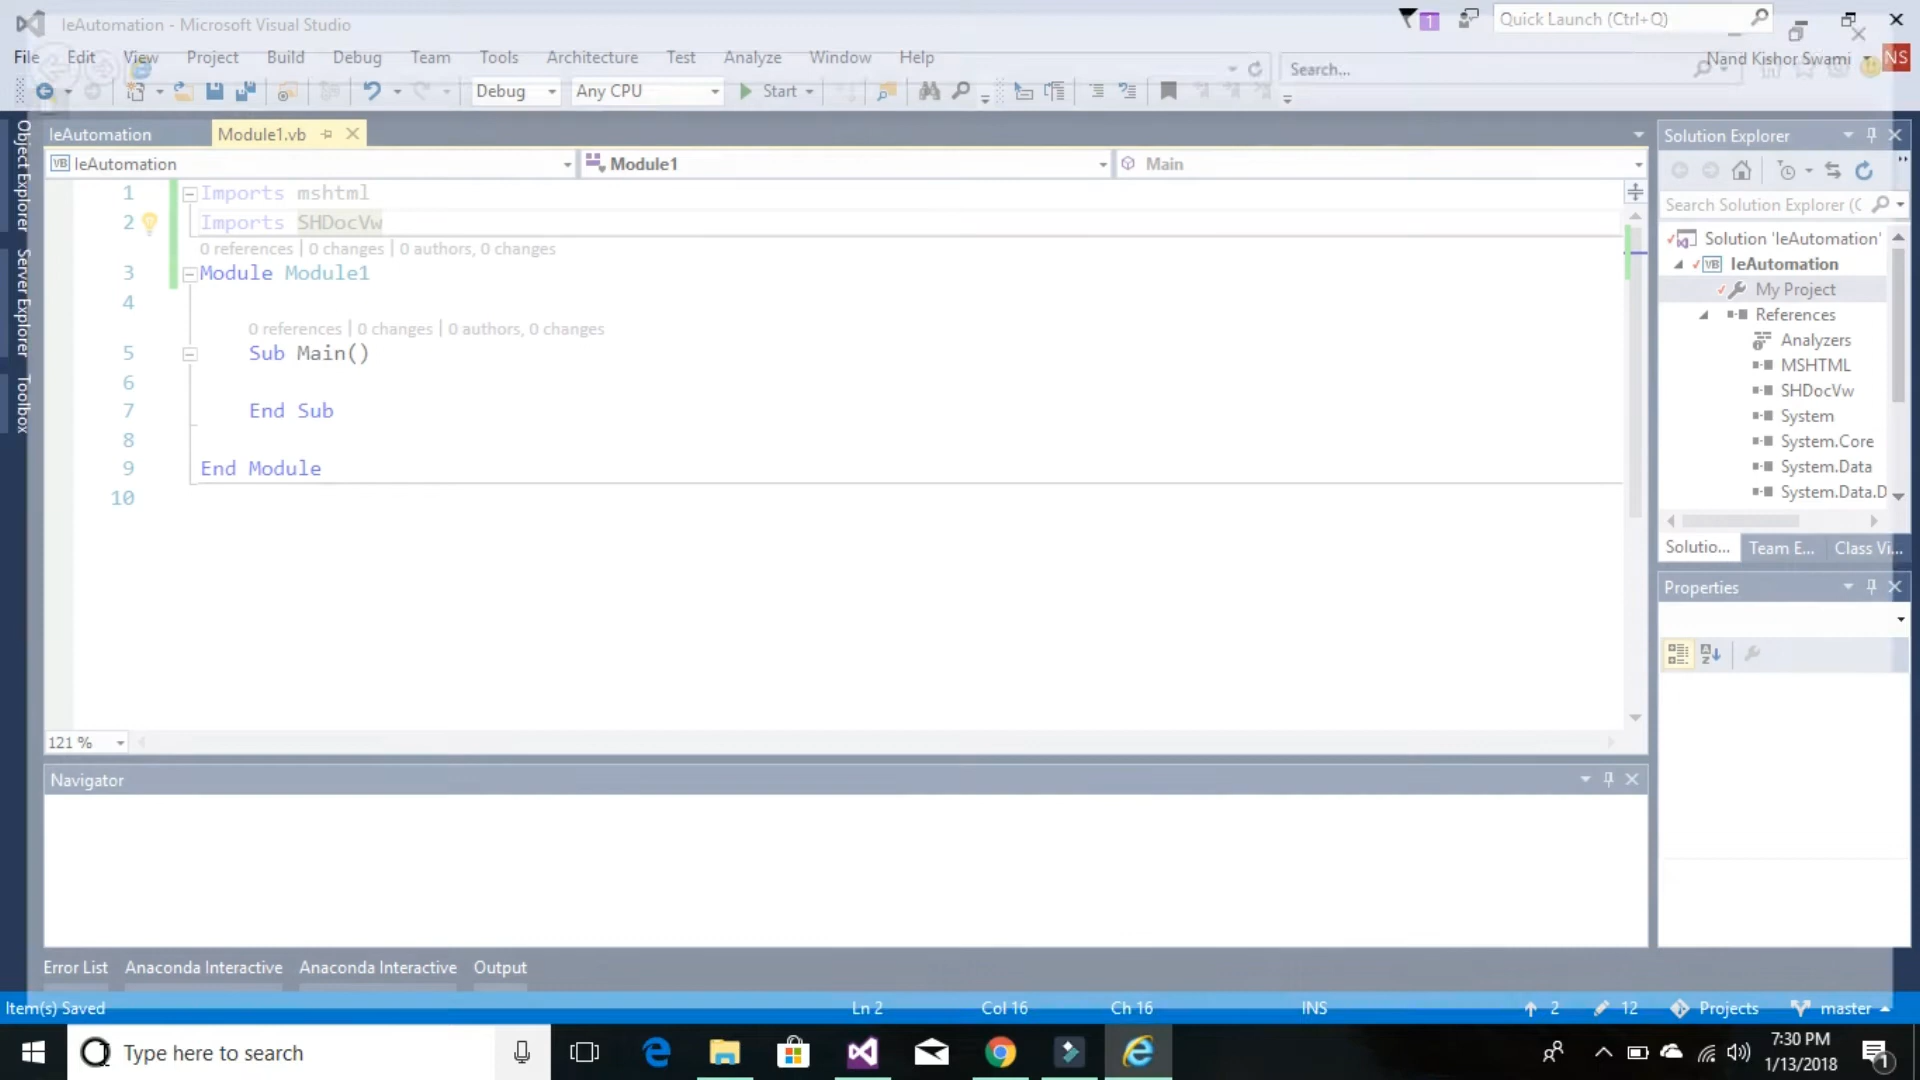 IeAutomation - Microsoft Visual Studio
1
Quick Launch (Ctrl+Q)
File Edit View Project Build Debug Team Tools Architecture Test Analyze Window Help
Search...
Nand Kishor Swami NS
Debug Any CPU Start
IeAutomation Module1.vb
VB IeAutomation Module1 Main
1 Imports mshtml
2 Imports SHDocVw
0 references | 0 changes | 0 authors, 0 changes
3 Module Module1
4
0 references | 0 changes | 0 authors, 0 changes
5 Sub Main()
6
7 End Sub
8
9 End Module
10
121 %
Navigator
Error List Anaconda Interactive Anaconda Interactive Output
Object Explorer
Server Explorer
Toolbox
Solution Explorer
Search Solution Explorer (C
Solution 'IeAutomation'
VB IeAutomation
My Project
References
Analyzers
MSHTML
SHDocVw
System
System.Core
System.Data
System.Data.D
Solutio... Team E... Class Vi...
Properties
Item(s) Saved Ln 2 Col 16 Ch 16 INS 2 12 Projects master
Type here to search
7:30 PM
1/13/2018
1